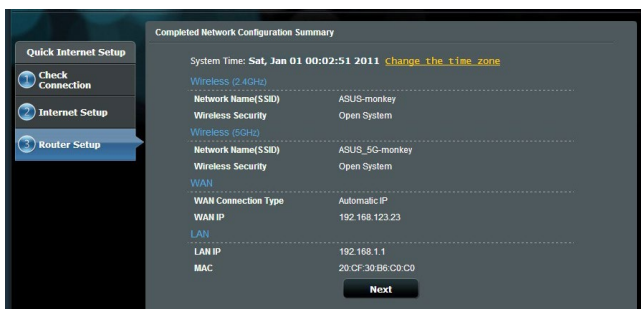 Completed Network Configuration Summary
Quick Internet Setup
1 Check Connection
2 Internet Setup
3 Router Setup
System Time: Sat, Jan 01 00:02:51 2011 Change the time zone
Wireless (2.4GHz)
Network Name(SSID) ASUS-monkey
Wireless Security Open System
Wireless (5GHz)
Network Name(SSID) ASUS_5G-monkey
Wireless Security Open System
WAN
WAN Connection Type Automatic IP
WAN IP 192.168.123.23
LAN
LAN IP 192.168.1.1
MAC 20:CF:30:B6:C0:C0
Next